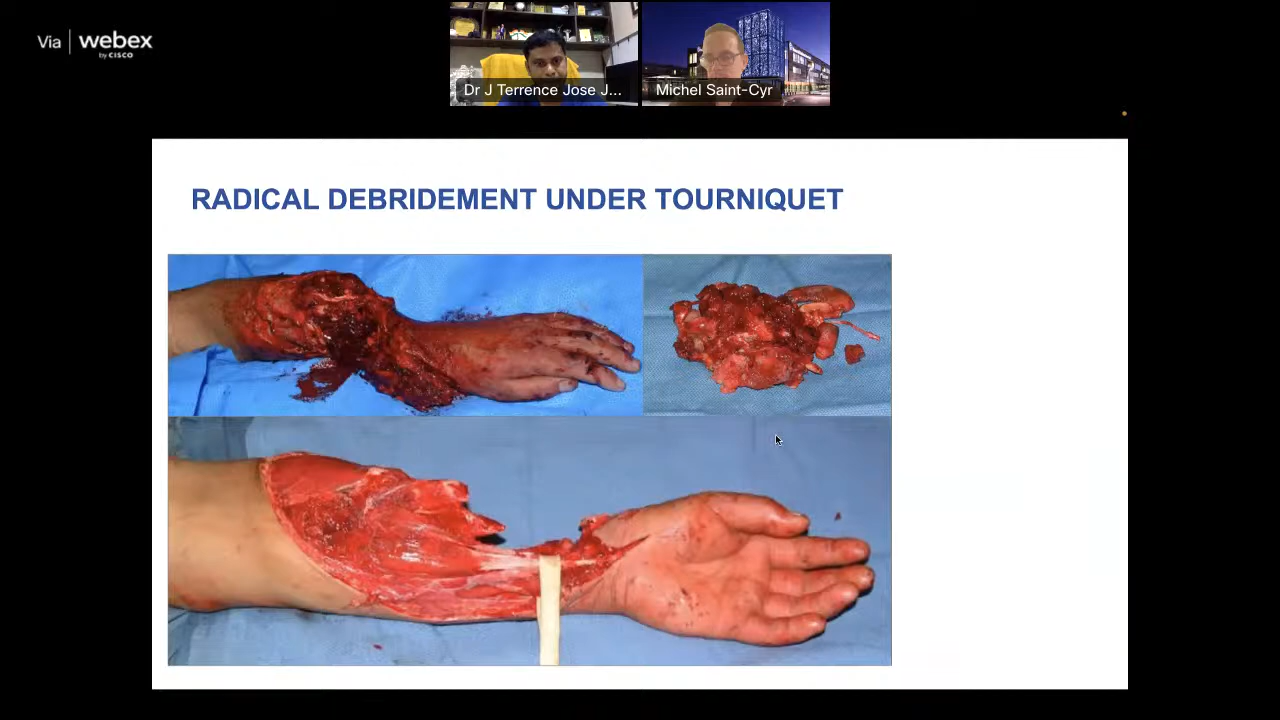 Via | webex
by CISCO
Dr J Terrence Jose J...
Michel Saint-Cyr
RADICAL DEBRIDEMENT UNDER TOURNIQUET